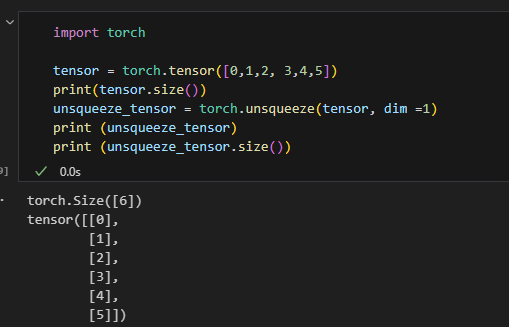 import torch
tensor = torch.tensor([0,1,2, 3,4,5])
print(tensor.size())
unsqueeze_tensor = torch.unsqueeze(tensor, dim =1)
print (unsqueeze_tensor)
print (unsqueeze_tensor.size())
]
0.0s
torch.Size([6])
tensor([[0],
        [1],
        [2],
        [3],
        [4],
        [5]])